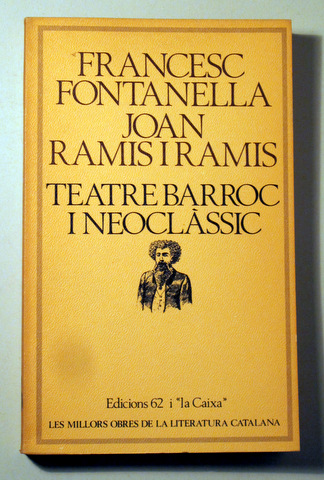 FRANCESC
FONTANELLA
JOAN
RAMIS I RAMIS
TEATRE BARROC
I NEOCLÀSSIC
Edicions 62 i "la Caixa"
LES MILLORS OBRES DE LA LITERATURA CATALANA